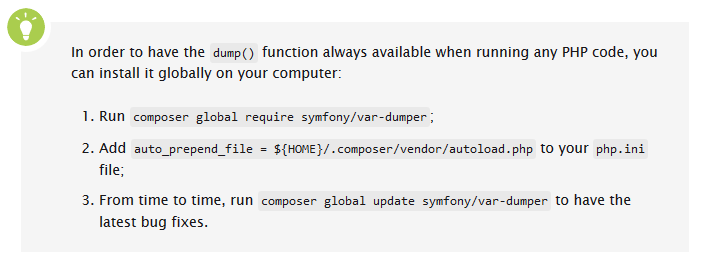 In order to have the dump() function always available when running any PHP code, you
can install it globally on your computer:
1. Run composer global require symfony/var-dumper;
2. Add auto_prepend_file = ${HOME}/.composer/vendor/autoload.php to your php.ini
file;
3. From time to time, run composer global update symfony/var-dumper to have the
latest bug fixes.